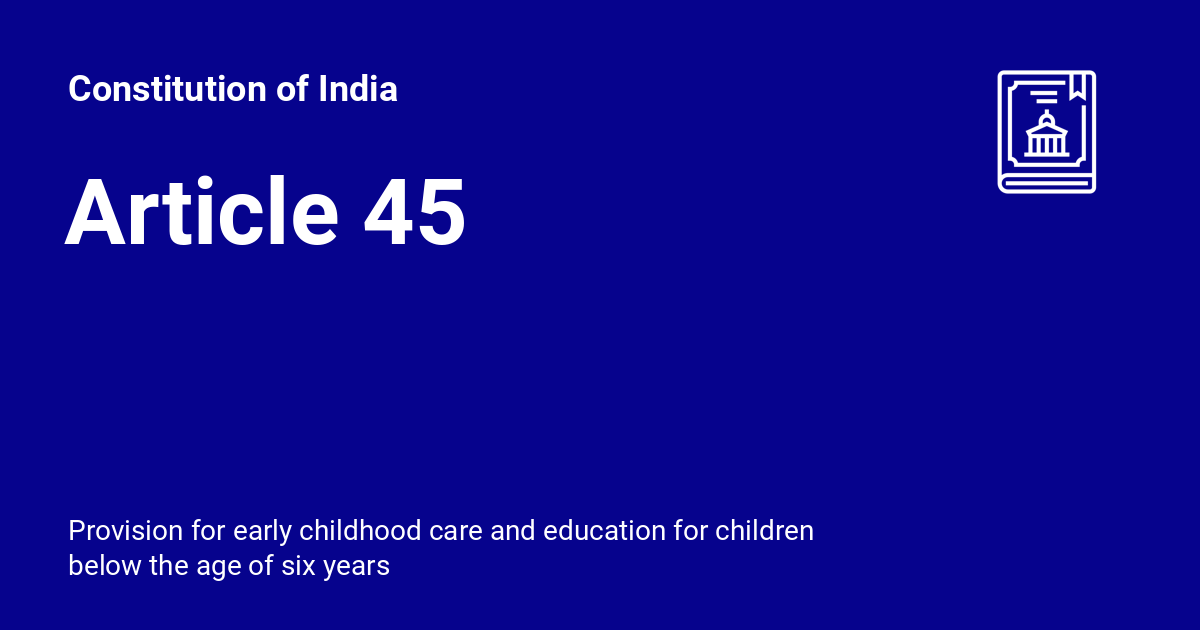 Constitution of India
Article 45
Provision for early childhood care and education for children
below the age of six years